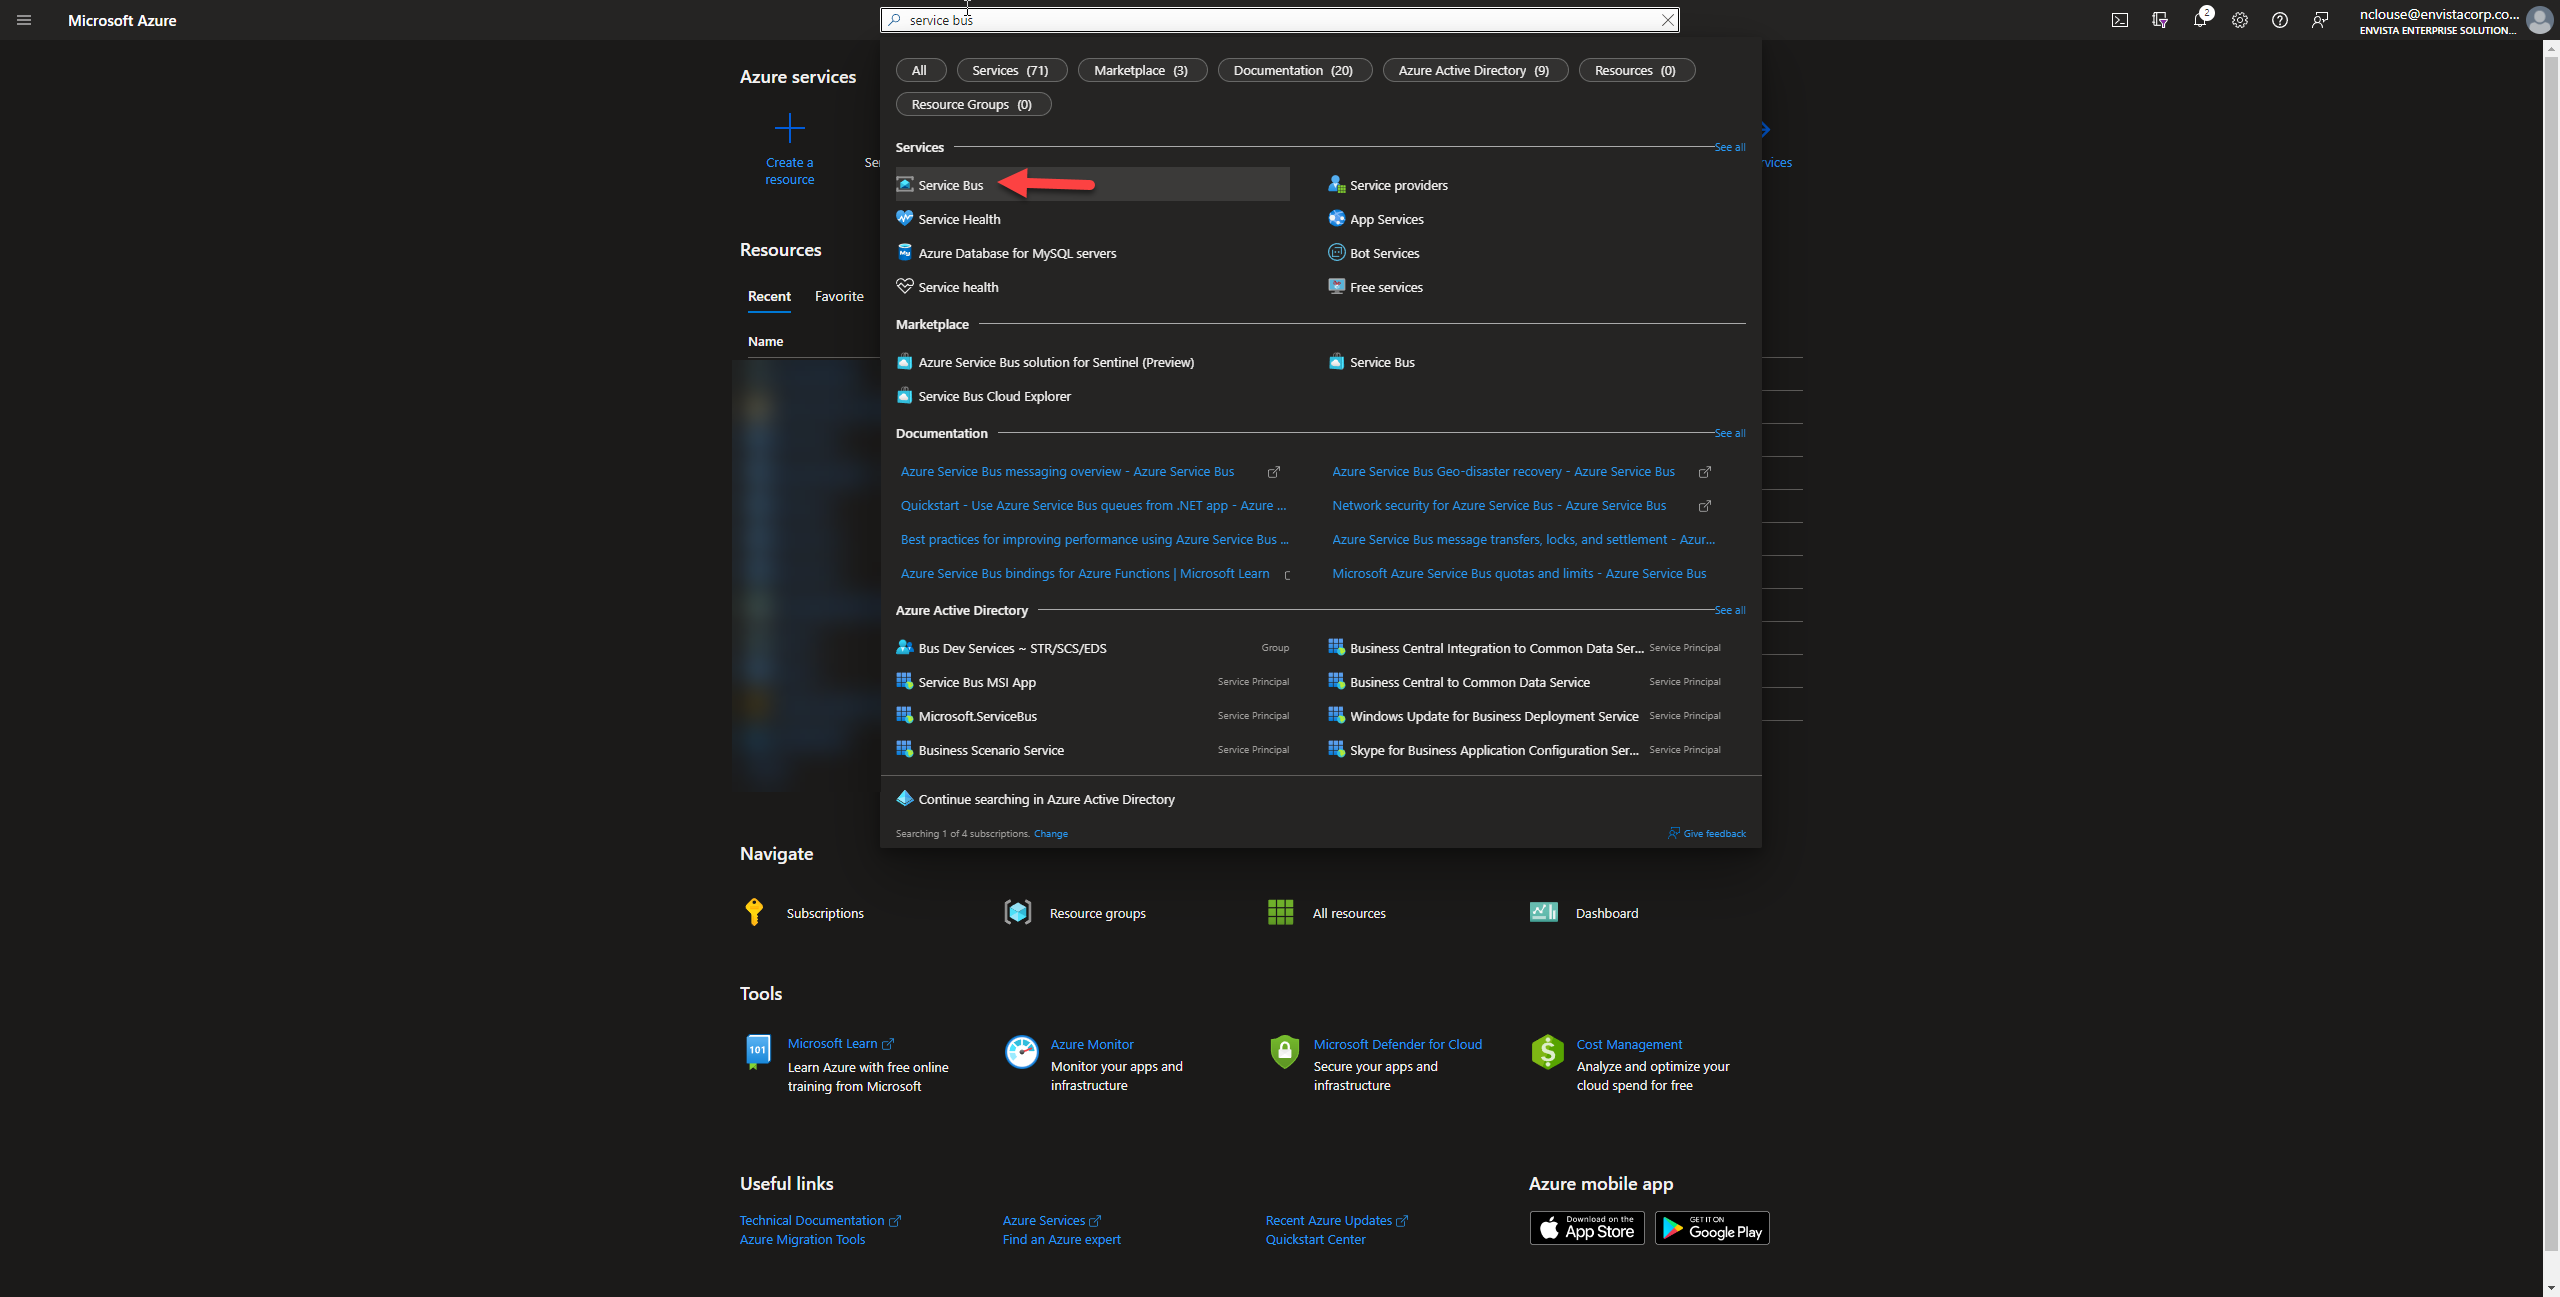 Microsoft Azure
service bus
2
nclouse@envistacorp.co...
ENVISTA ENTERPRISE SOLUTION...
All
Services (71)
Marketplace (3)
Documentation (20)
Azure Active Directory (9)
Resources (0)
Resource Groups (0)
Azure services
Create a
resource
Se
vices
Services
See all
Service Bus
Service providers
Service Health
App Services
Azure Database for MySQL servers
Bot Services
Service health
Free services
Resources
Recent
Favorite
Name
Marketplace
Azure Service Bus solution for Sentinel (Preview)
Service Bus
Service Bus Cloud Explorer
Documentation
See all
Azure Service Bus messaging overview - Azure Service Bus
Azure Service Bus Geo-disaster recovery - Azure Service Bus
Quickstart - Use Azure Service Bus queues from .NET app - Azure ...
Network security for Azure Service Bus - Azure Service Bus
Best practices for improving performance using Azure Service Bus ...
Azure Service Bus message transfers, locks, and settlement - Azur...
Azure Service Bus bindings for Azure Functions | Microsoft Learn
Microsoft Azure Service Bus quotas and limits - Azure Service Bus
Azure Active Directory
See all
Bus Dev Services ~ STR/SCS/EDS
Group
Business Central Integration to Common Data Ser...
Service Principal
Service Bus MSI App
Service Principal
Business Central to Common Data Service
Service Principal
Microsoft.ServiceBus
Service Principal
Windows Update for Business Deployment Service
Service Principal
Business Scenario Service
Service Principal
Skype for Business Application Configuration Ser...
Service Principal
Continue searching in Azure Active Directory
Searching 1 of 4 subscriptions. Change
Give feedback
Navigate
Subscriptions
Resource groups
All resources
Dashboard
Tools
101
Microsoft Learn
Learn Azure with free online
training from Microsoft
Azure Monitor
Monitor your apps and
infrastructure
Microsoft Defender for Cloud
Secure your apps and
infrastructure
Cost Management
Analyze and optimize your
cloud spend for free
Useful links
Technical Documentation
Azure Services
Recent Azure Updates
Azure Migration Tools
Find an Azure expert
Quickstart Center
Azure mobile app
Download on the
App Store
GET IT ON
Google Play